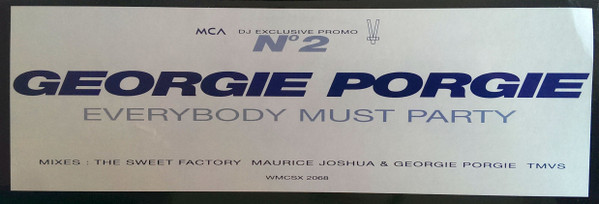 MCA DJ EXCLUSIVE PROMO
Nº2
GEORGIE PORGIE
EVERYBODY MUST PARTY
MIXES : THE SWEET FACTORY MAURICE JOSHUA & GEORGIE PORGIE TMVS
WMCSX 2068